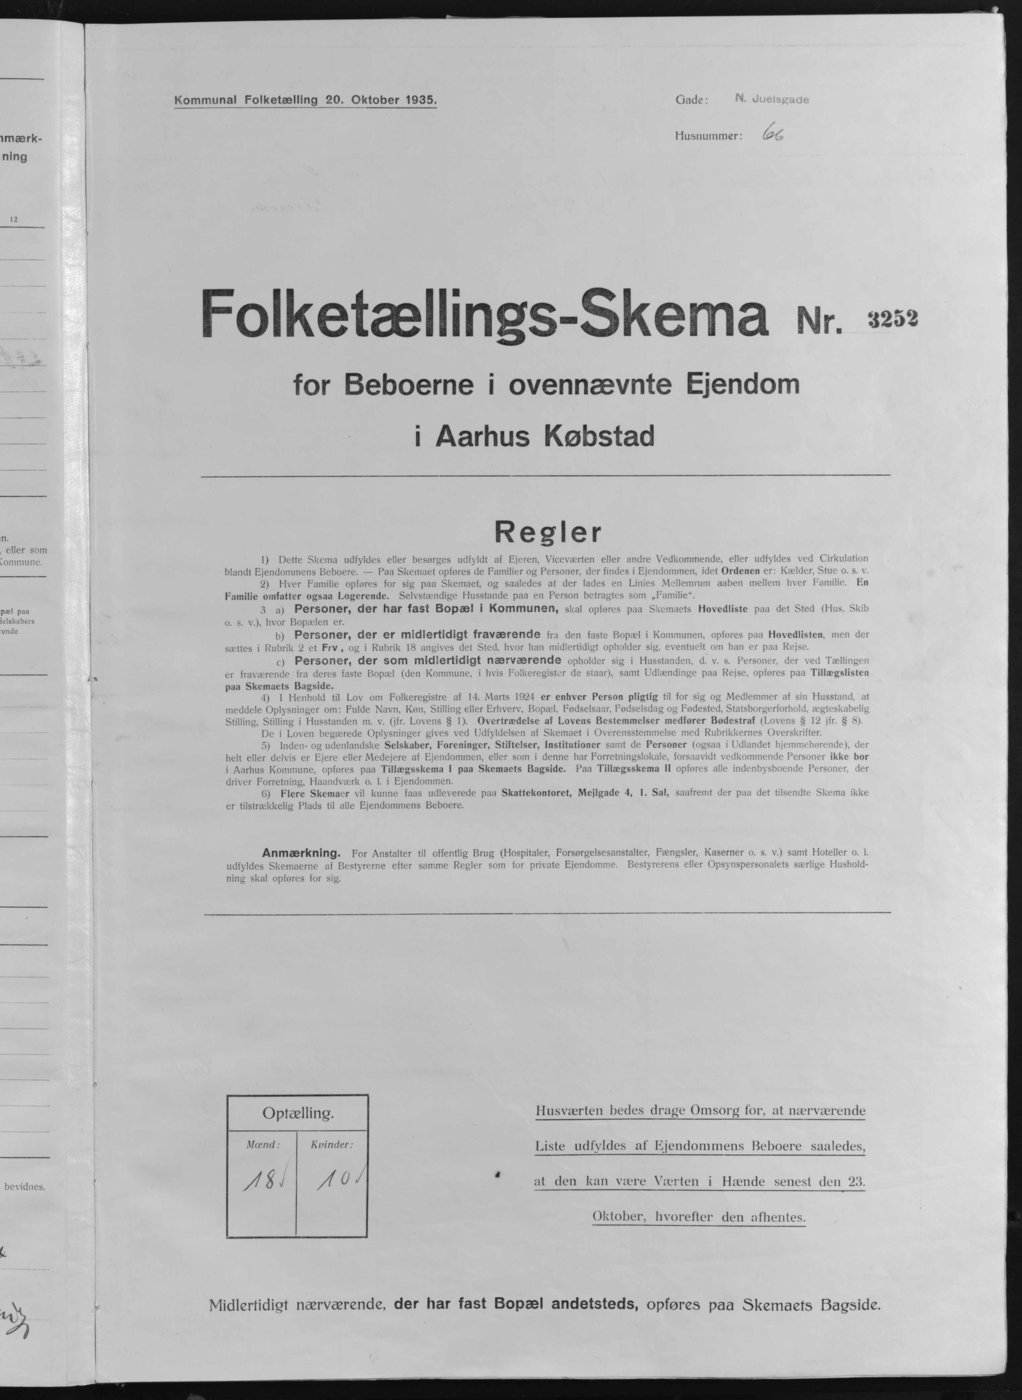 Kommunal Folketælling 20. Oktober 1935.
Gade: N. Juelsgade
Husnummer: 66
Folketællings-Skema Nr. 3252
for Beboerne i ovennævnte Ejendom
i Aarhus Købstad
Regler
1) Dette Skema udfyldes eller besørges udfyldt af Ejeren, Viceværten eller andre Vedkommende, eller udfyldes ved Cirkulation
blandt Ejendommens Beboere. — Paa Skemaet opføres de Familier og Personer, der findes i Ejendommen, idet Ordenen er: Kælder, Stue o. s. v.
2) Hver Familie opføres for sig paa Skemaet, og saaledes at der lades en Linies Mellemrum aaben mellem hver Familie. En
Familie omfatter ogsaa Logerende. Selvstændige Husstande paa en Person betragtes som „Familie".
3 a) Personer, der har fast Bopæl i Kommunen, skal opføres paa Skemaets Hovedliste paa det Sted (Hus, Skib
o. s. v.), hvor Bopælen er.
b) Personer, der er midlertidigt fraværende fra den faste Bopæl i Kommunen, opføres paa Hovedlisten, men der
sættes i Rubrik 2 et Frv., og i Rubrik 18 angives det Sted, hvor han midlertidigt opholder sig, eventuelt om han er paa Rejse.
c) Personer, der som midlertidigt nærværende opholder sig i Husstanden, d. v. s. Personer, der ved Tællingen
er fraværende fra deres faste Bopæl (den Kommune, i hvis Folkeregister de staar), samt Udlændinge paa Rejse, opføres paa Tillægslisten
paa Skemaets Bagside.
4) I Henhold til Lov om Folkeregistre af 14. Marts 1924 er enhver Person pligtig til for sig og Medlemmer af sin Husstand, at
meddele Oplysninger om: Fulde Navn, Køn, Stilling eller Erhverv, Bopæl, Fødselsaar, Fødselsdag og Fødested, Statsborgerforhold, ægteskabelig
Stilling, Stilling i Husstanden m. v. (jfr. Lovens § 1). Overtrædelse af Lovens Bestemmelser medfører Bødestraf (Lovens § 12 jfr. § 8).
De i Loven begærede Oplysninger gives ved Udfyldelsen af Skemaet i Overensstemmelse med Rubrikkernes Overskrifter.
5) Inden- og udenlandske Selskaber, Foreninger, Stiftelser, Institutioner samt de Personer (ogsaa i Udlandet hjemmehørende), der
helt eller delvis er Ejere eller Medejere af Ejendommen, eller som i denne har Forretningslokale, forsaavidt vedkommende Personer ikke bor
i Aarhus Kommune, opføres paa Tillægsskema I paa Skemaets Bagside. Paa Tillægsskema II opføres alle indenbysboende Personer, der
driver Forretning, Haandværk o. l. i Ejendommen.
6) Flere Skemaer vil kunne faas udleverede paa Skattekontoret, Mejlgade 4, 1. Sal, saafremt der paa det tilsendte Skema ikke
er tilstrækkelig Plads til alle Ejendommens Beboere.
Anmærkning. For Anstalter til offentlig Brug (Hospitaler, Forsørgelsesanstalter, Fængsler, Kaserner o. s. v.) samt Hoteller o. l.
udfyldes Skemaerne af Bestyrerne efter samme Regler som for private Ejendomme. Bestyrerens eller Opsynspersonalets særlige Hushold-
ning skal opføres for sig.
Optælling.
Mænd: Kvinder:
18 10
Husværten bedes drage Omsorg for, at nærværende
Liste udfyldes af Ejendommens Beboere saaledes,
at den kan være Værten i Hænde senest den 23.
Oktober, hvorefter den afhentes.
Midlertidigt nærværende, der har fast Bopæl andetsteds, opføres paa Skemaets Bagside.
ning
12
eller som
Kommune.
bevidnes.